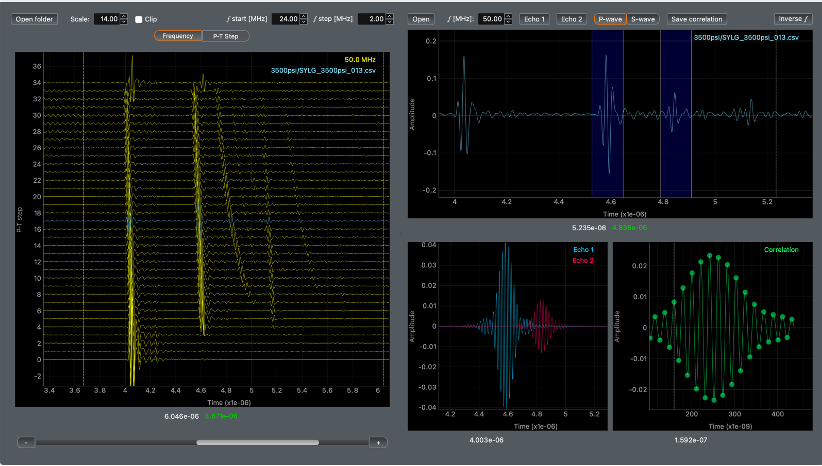 Open folder Scale: 14.00 Clip f start [MHz] 24.00 f step [MHz] 2.00
Frequency P-T Step
50.0 MHz
3500psi/SYLG_3500psi_013.csv
P-T step
36
34
32
30
28
26
24
22
20
18
16
14
12
10
8
6
4
2
0
-2
3.4 3.6 3.8 4 4.2 4.4 4.6 4.8 5 5.2 5.4 5.6 5.8 6
Time (x1e-06)
6.046e-06
- +
Open f [MHz]: 50.00 Echo 1 Echo 2 P-wave S-wave Save correlation Inverse f
3500psi/SYLG_3500psi_013.csv
Amplitude
0.2
0.1
0
-0.1
-0.2
4 4.2 4.4 4.6 4.8 5 5.2
Time (x1e-06)
5.235e-06 4.835e-06
Echo 1
Echo 2
Amplitude
0.04
0.03
0.02
0.01
0
-0.01
-0.02
-0.03
-0.04
4.2 4.4 4.6 4.8 5 5.2
Time (x1e-06)
4.003e-06
Correlation
Amplitude
0.02
0.01
0
-0.01
-0.02
200 300 400
Time (x1e-09)
1.592e-07